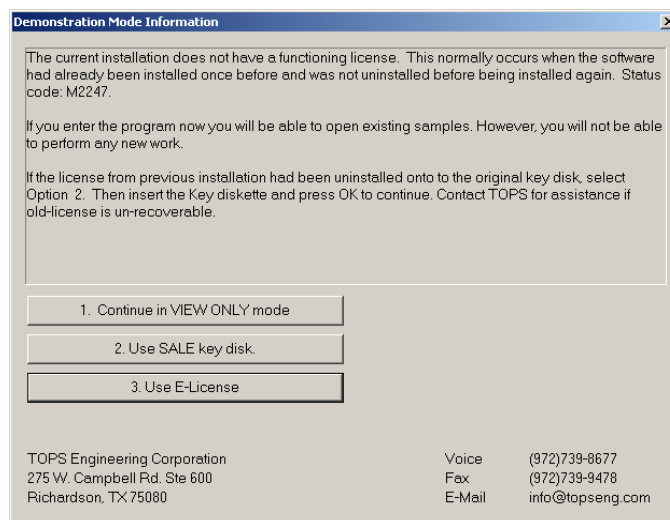 Demonstration Mode Information
The current installation does not have a functioning license.  This normally occurs when the software
had already been installed once before and was not uninstalled before being installed again.  Status
code: M2247.
If you enter the program now you will be able to open existing samples. However, you will not be able
to perform any new work.
If the license from previous installation had been uninstalled onto to the original key disk, select
Option  2.  Then insert the Key diskette and press OK to continue. Contact TOPS for assistance if
old-license is un-recoverable.
1.  Continue in VIEW ONLY mode
2. Use SALE key disk.
3. Use E-License
TOPS Engineering Corporation
275 W. Campbell Rd. Ste 600
Richardson, TX 75080
Voice (972)739-8677
Fax (972)739-9478
E-Mail info@topseng.com